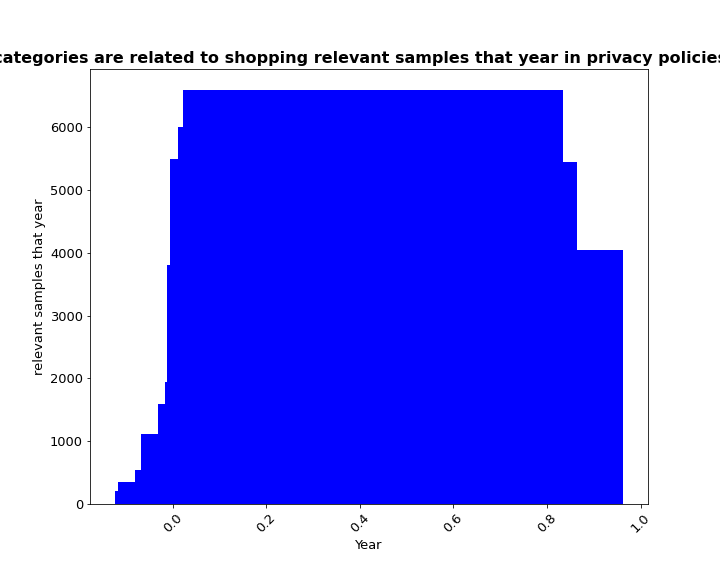 categories are related to shopping relevant samples that year in privacy policies
relevant samples that year
6000
5000
4000
3000
2000
1000
0
0.0 0.2 0.4 0.6 0.8 1.0
Year